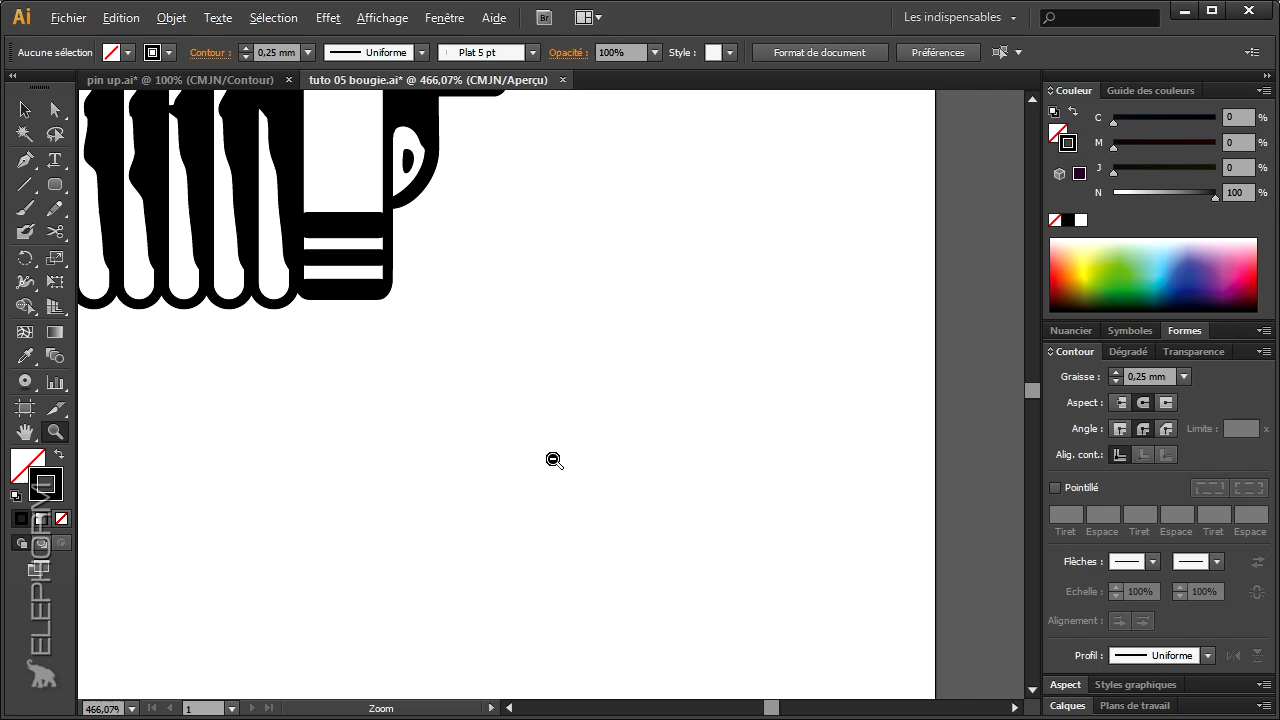 Ai Fichier Edition Objet Texte Sélection Effet Affichage Fenêtre Aide Br Les indispensables
Aucune sélection Contour : 0,25 mm Uniforme Plat 5 pt Opacité : 100% Style : Format de document Préférences
pin up.ai* @ 100% (CMJN/Contour) tuto 05 bougie.ai* @ 466,07% (CMJN/Aperçu)
Couleur Guide des couleurs
C 0 %
M 0 %
J 0 %
N 100 %
Nuancier Symboles Formes
Contour Dégradé Transparence
Graisse : 0,25 mm
Aspect :
Angle : Limite : x
Alig. cont.:
Pointillé
Tiret Espace Tiret Espace Tiret Espace
Flèches :
Echelle : 100% 100%
Alignement :
Profil : Uniforme
Aspect Styles graphiques
Calques Plans de travail
466,07% 1 Zoom
ELEPHORM